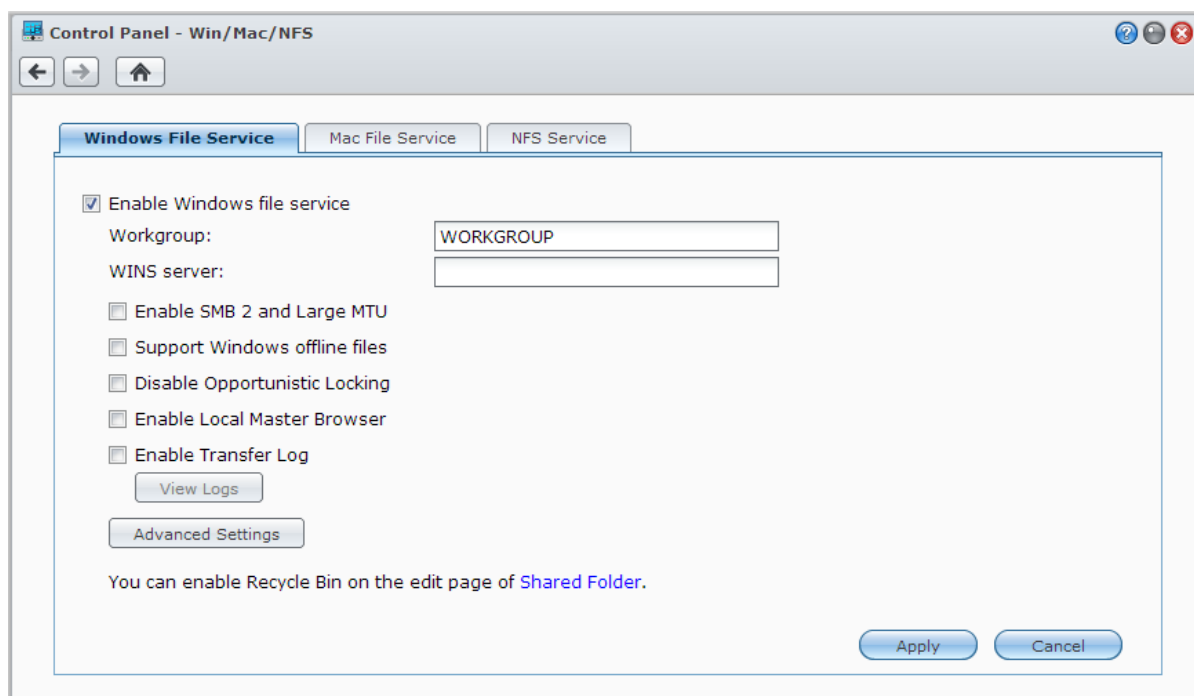 Control Panel - Win/Mac/NFS
Windows File Service Mac File Service NFS Service
Enable Windows file service
Workgroup: WORKGROUP
WINS server:
Enable SMB 2 and Large MTU
Support Windows offline files
Disable Opportunistic Locking
Enable Local Master Browser
Enable Transfer Log
View Logs
Advanced Settings
You can enable Recycle Bin on the edit page of Shared Folder.
Apply Cancel